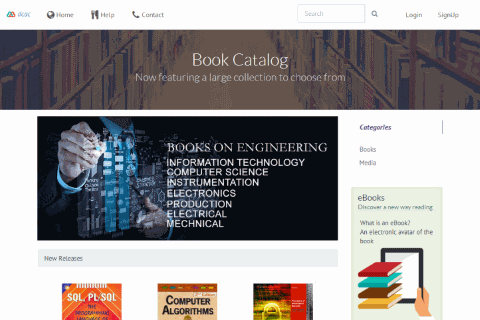 dcac Home Help Contact Search Login SignUp
Book Catalog
Now featuring a large collection to choose from
BOOKS ON ENGINEERING
INFORMATION TECHNOLOGY
COMPUTER SCIENCE
INSTRUMENTATION
ELECTRONICS
PRODUCTION
ELECTRICAL
MECHNICAL
Categories
Books
Media
eBooks
Discover a new way reading
What is an eBook?
An electronic avatar of the
book
New Releases
SQL, PL/SQL
COMPUTER
ALGORITHMS